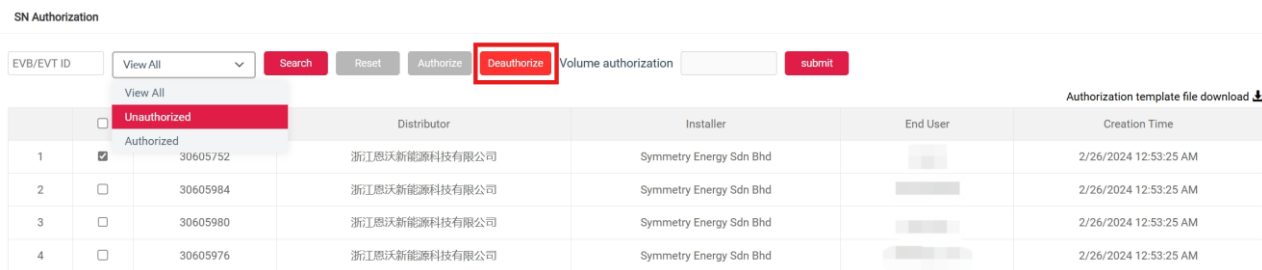 SN Authorization
EVB/EVT ID View All Search Reset Authorize Deauthorize Volume authorization submit
View All
Authorization template file download
Unauthorized
Distributor Installer End User Creation Time
Authorized
1 30605752 浙江恩沃新能源科技有限公司 Symmetry Energy Sdn Bhd 2/26/2024 12:53:25 AM
2 30605984 浙江恩沃新能源科技有限公司 Symmetry Energy Sdn Bhd 2/26/2024 12:53:25 AM
3 30605980 浙江恩沃新能源科技有限公司 Symmetry Energy Sdn Bhd 2/26/2024 12:53:25 AM
4 30605976 浙江恩沃新能源科技有限公司 Symmetry Energy Sdn Bhd 2/26/2024 12:53:25 AM